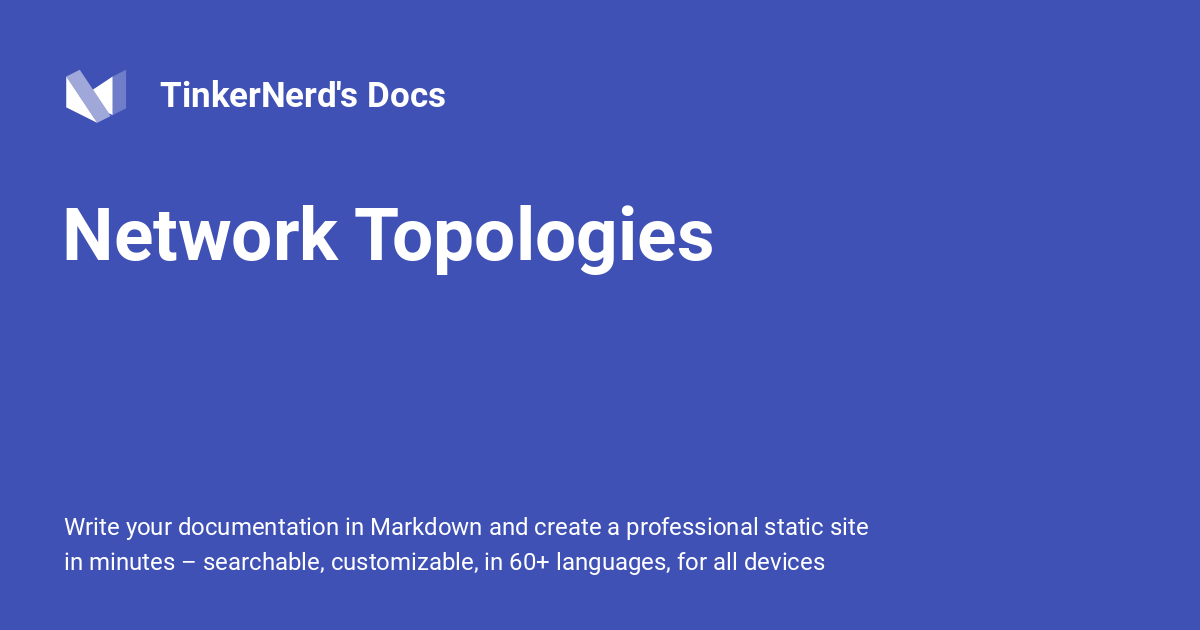 TinkerNerd's Docs
Network Topologies
Write your documentation in Markdown and create a professional static site
in minutes – searchable, customizable, in 60+ languages, for all devices